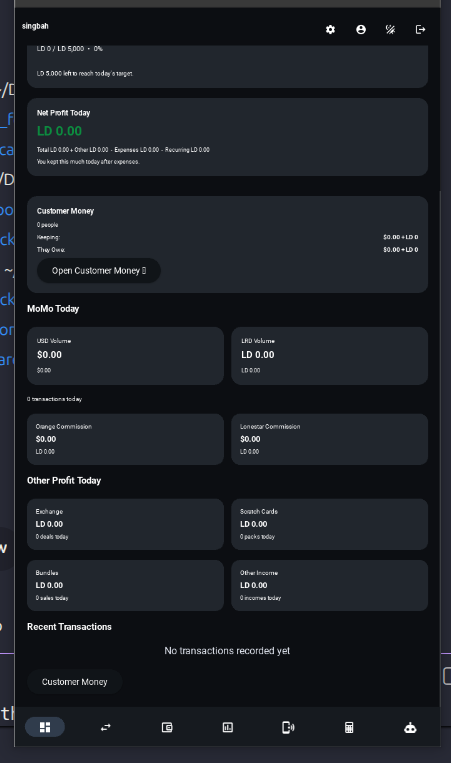 singbah
LD 0 / LD 5,000 • 0%
LD 5,000 left to reach today's target.
Net Profit Today
LD 0.00
Total LD 0.00 + Other LD 0.00 - Expenses LD 0.00 - Recurring LD 0.00
You kept this much today after expenses.
Customer Money
0 people
Keeping: $0.00 + LD 0
They Owe: $0.00 + LD 0
Open Customer Money
MoMo Today
USD Volume
$0.00
$0.00
LRD Volume
LD 0.00
LD 0.00
0 transactions today
Orange Commission
$0.00
LD 0.00
Lonestar Commission
$0.00
LD 0.00
Other Profit Today
Exchange
LD 0.00
0 deals today
Scratch Cards
LD 0.00
0 packs today
Bundles
LD 0.00
0 sales today
Other Income
LD 0.00
0 incomes today
Recent Transactions
No transactions recorded yet
Customer Money